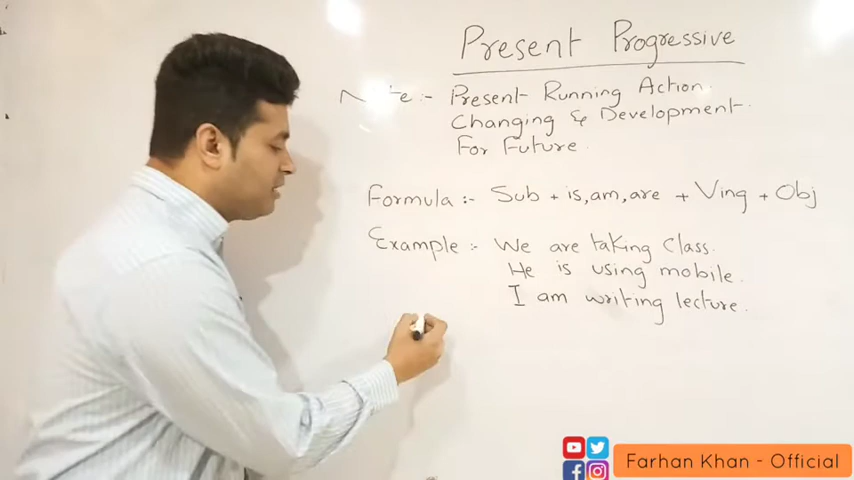 Present Progressive
Note :- Present Running Action.
Changing & Development.
For Future.
Formula :- Sub + is, am, are + Ving + Obj
Example :- We are taking Class.
He is using mobile.
I am writing lecture.
Farhan Khan - Official